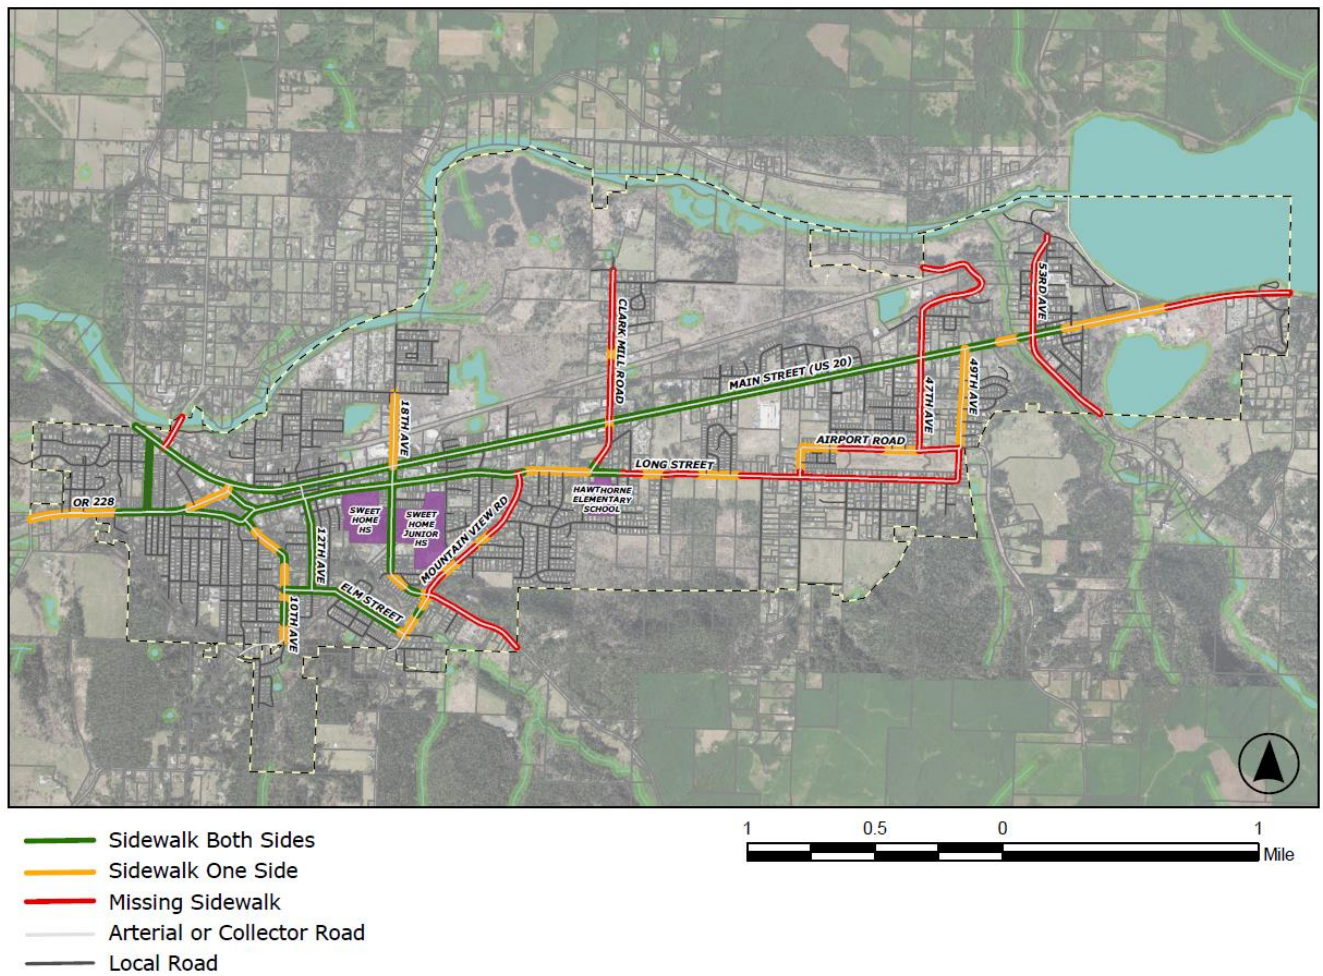 CLARK MILL ROAD
53RD AVE
MAIN STREET (US 20)
18TH AVE
47TH AVE
49TH AVE
AIRPORT ROAD
LONG STREET
OR 228
SWEET
HOME
HS
SWEET
HOME
JUNIOR
HS
HAWTHORNE
ELEMENTARY
SCHOOL
MOUNTAIN VIEW RD
12TH AVE
ELM STREET
10TH AVE
Sidewalk Both Sides
Sidewalk One Side
Missing Sidewalk
Arterial or Collector Road
Local Road
1 0.5 0 1
Mile